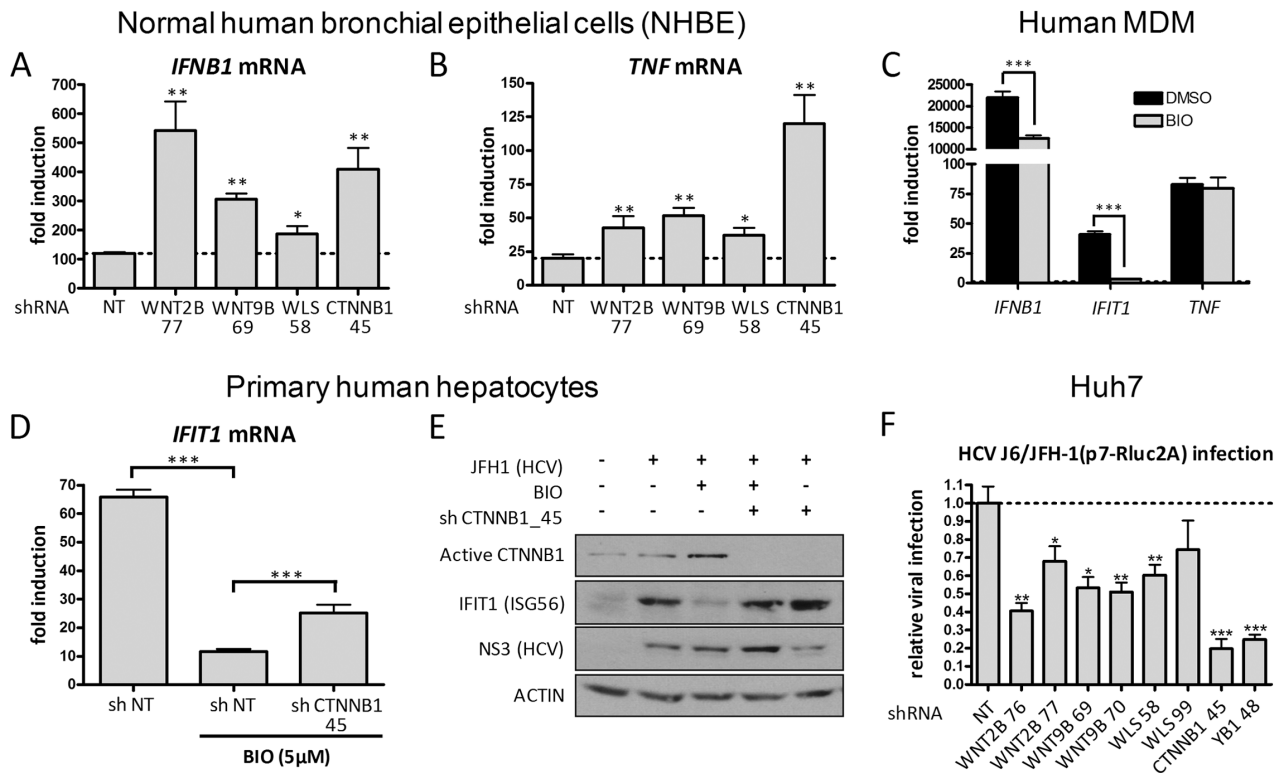 Normal human bronchial epithelial cells (NHBE)
Human MDM
A
IFNB1 mRNA
fold induction
700
600
500
400
300
200
100
0
**
**
*
**
shRNA
NT
WNT2B
77
WNT9B
69
WLS
58
CTNNB1
45
B
TNF mRNA
fold induction
150
125
100
75
50
25
0
**
**
*
**
shRNA
NT
WNT2B
77
WNT9B
69
WLS
58
CTNNB1
45
C
fold induction
25000
20000
15000
10000
100
75
50
25
0
***
***
DMSO
BIO
IFNB1
IFIT1
TNF
Primary human hepatocytes
Huh7
D
IFIT1 mRNA
fold induction
70
60
50
40
30
20
10
0
***
***
sh NT
sh NT
sh CTNNB1
45
BIO (5µM)
E
JFH1 (HCV) - + + + +
BIO - - + + -
sh CTNNB1_45 - - - + +
Active CTNNB1
IFIT1 (ISG56)
NS3 (HCV)
ACTIN
F
HCV J6/JFH-1(p7-Rluc2A) infection
relative viral infection
1.1
1.0
0.9
0.8
0.7
0.6
0.5
0.4
0.3
0.2
0.1
0.0
**
*
*
**
**
***
***
shRNA
NT
WNT2B 76
WNT2B 77
WNT9B 69
WNT9B 70
WLS 58
WLS 99
CTNNB1 45
YB1 48